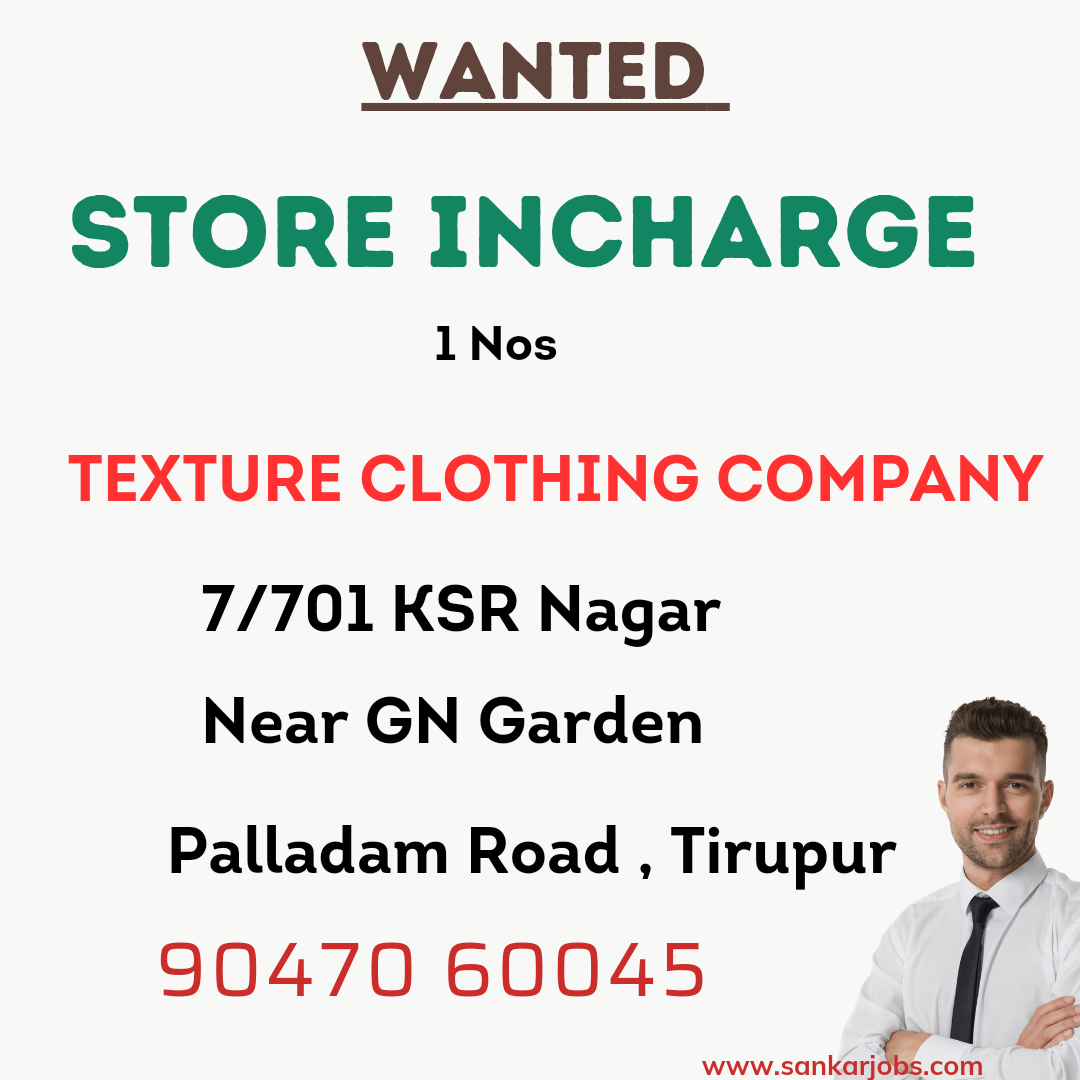 WANTED
STORE INCHARGE
1 Nos
TEXTURE CLOTHING COMPANY
7/701 KSR Nagar
Near GN Garden
Palladam Road , Tirupur
90470 60045
www.sankarjobs.com